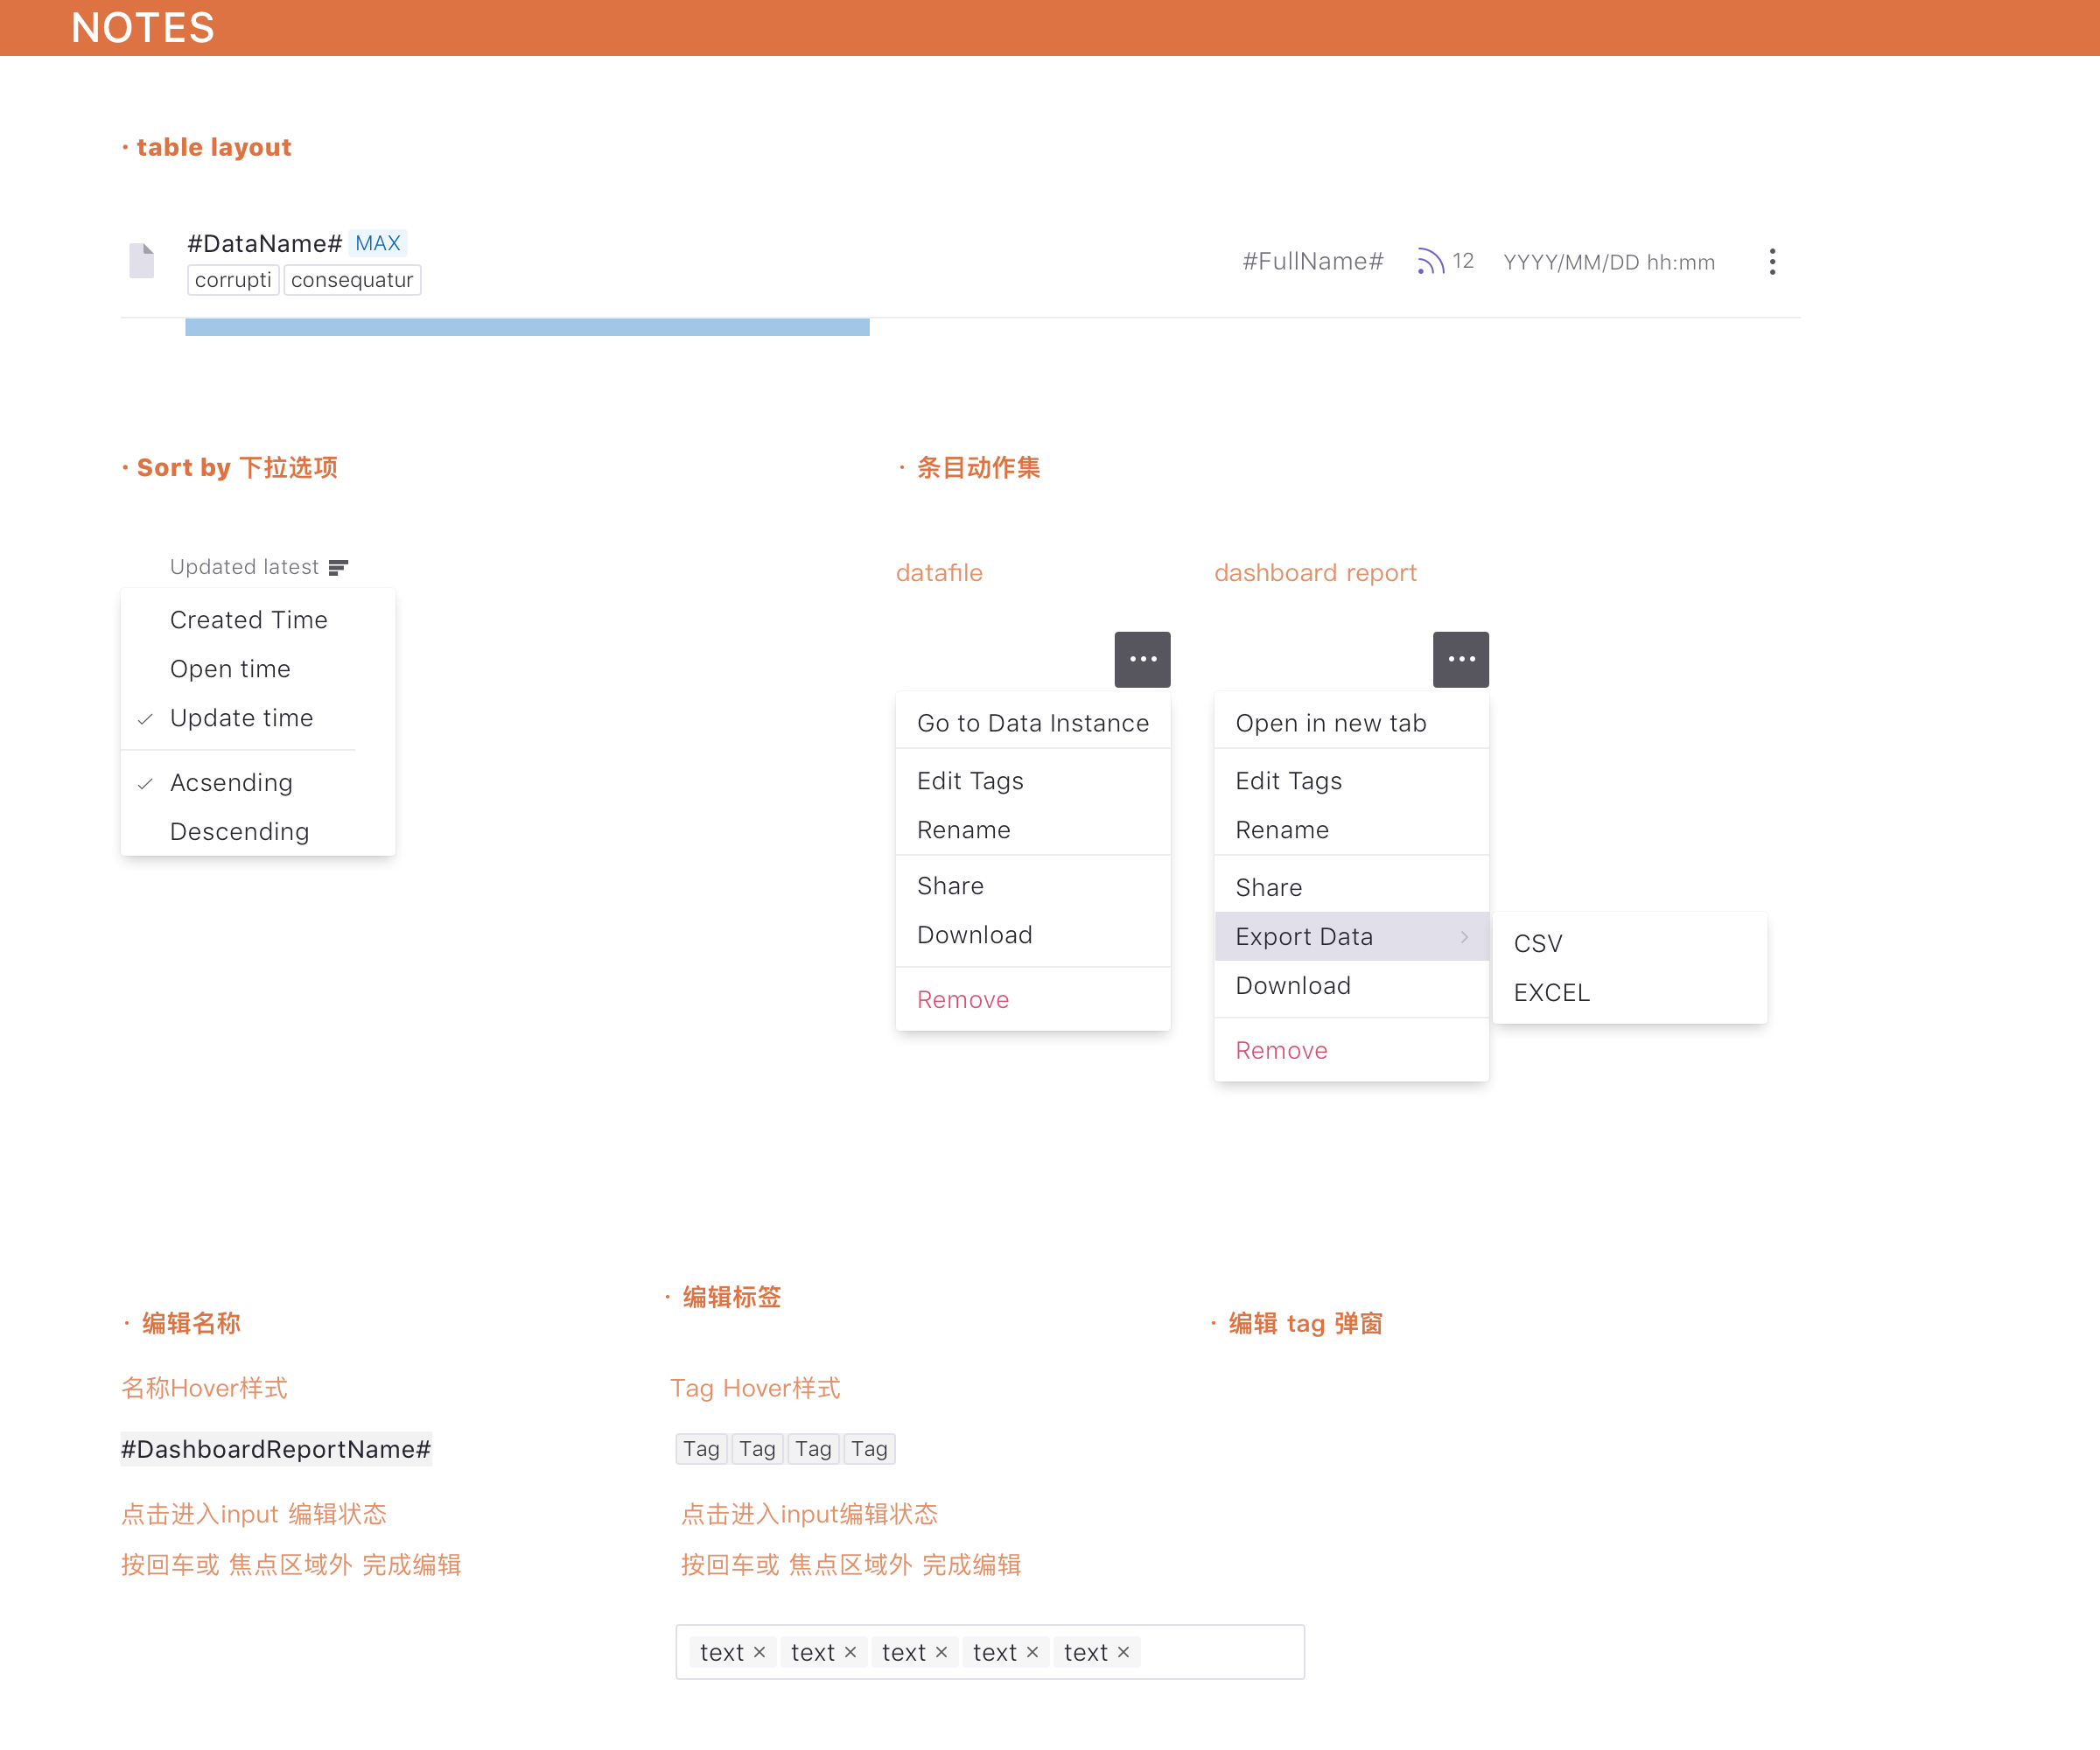 NOTES
· table layout
#DataName# MAX
corrupti consequatur
#FullName# 12 YYYY/MM/DD hh:mm
· Sort by 下拉选项
Updated latest
Created Time
Open time
Update time
Acsending
Descending
· 条目动作集
datafile
Go to Data Instance
Edit Tags
Rename
Share
Download
Remove
dashboard report
Open in new tab
Edit Tags
Rename
Share
Export Data
Download
Remove
CSV
EXCEL
· 编辑名称
名称Hover样式
#DashboardReportName#
点击进入input 编辑状态
按回车或 焦点区域外 完成编辑
· 编辑标签
Tag Hover样式
Tag Tag Tag Tag
点击进入input编辑状态
按回车或 焦点区域外 完成编辑
text × text × text × text × text ×
· 编辑 tag 弹窗